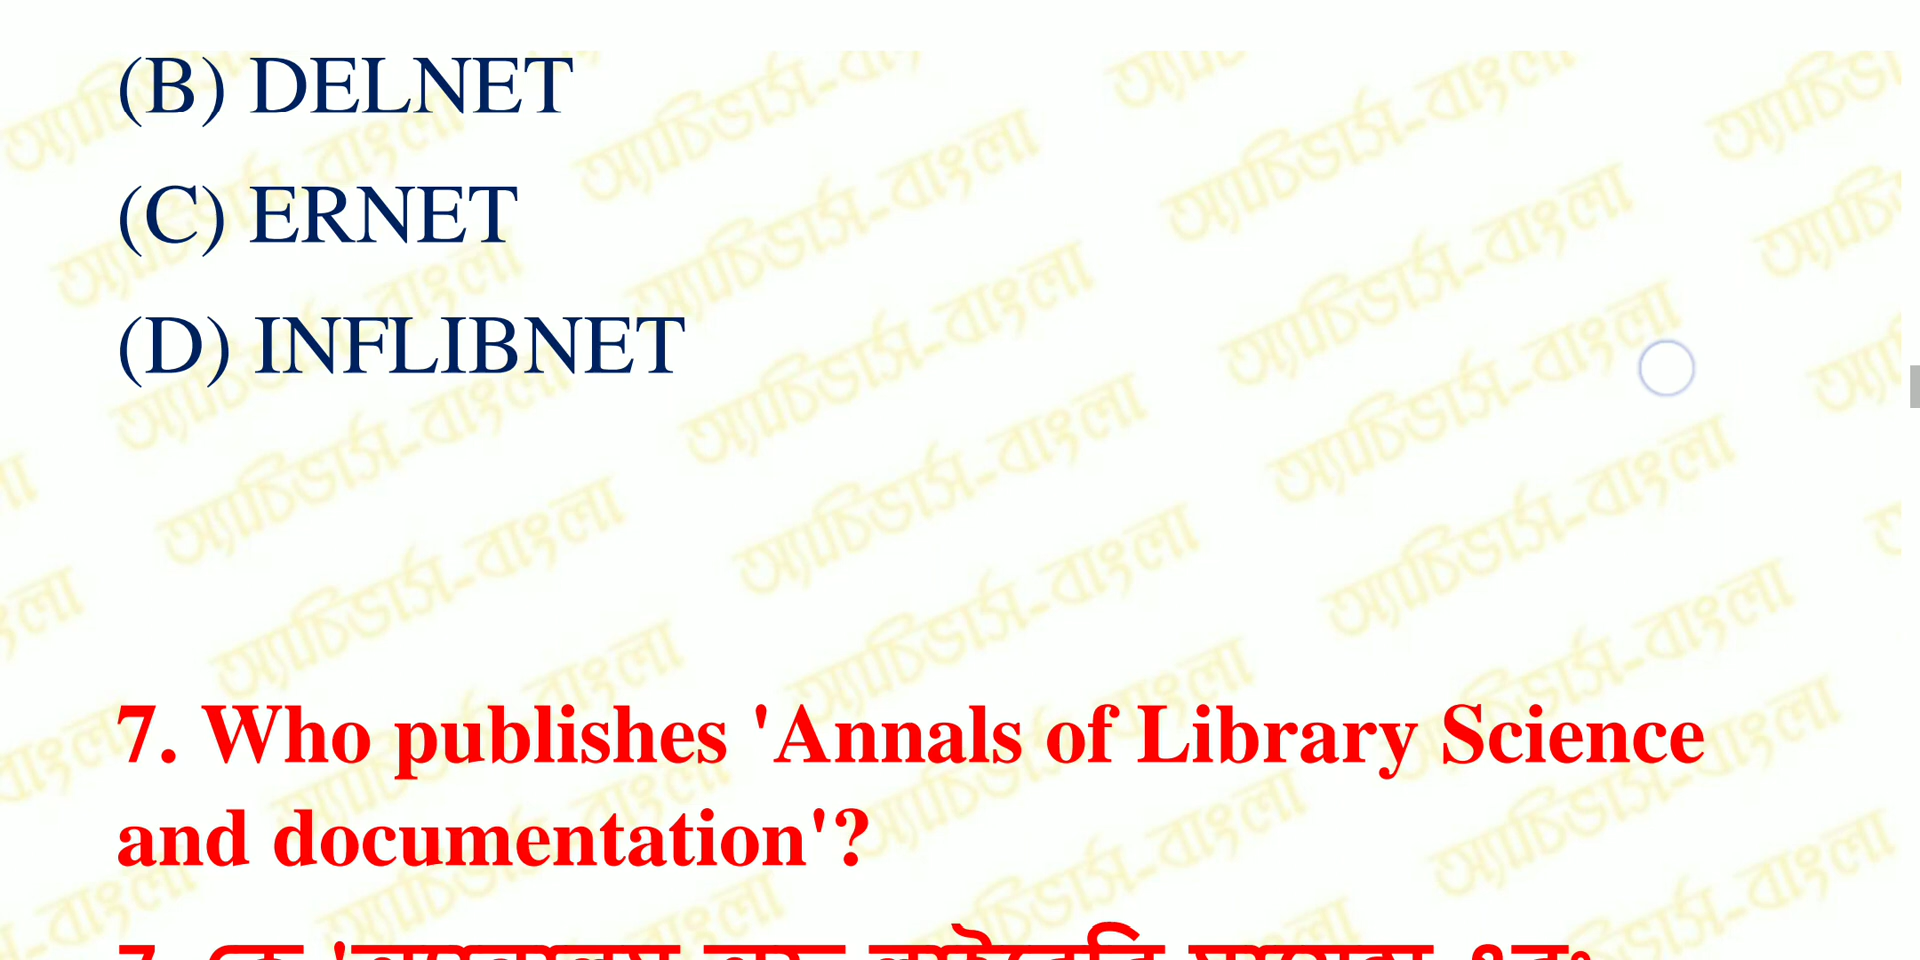 (B) DELNET
(C) ERNET
(D) INFLIBNET
7. Who publishes 'Annals of Library Science
and documentation'?